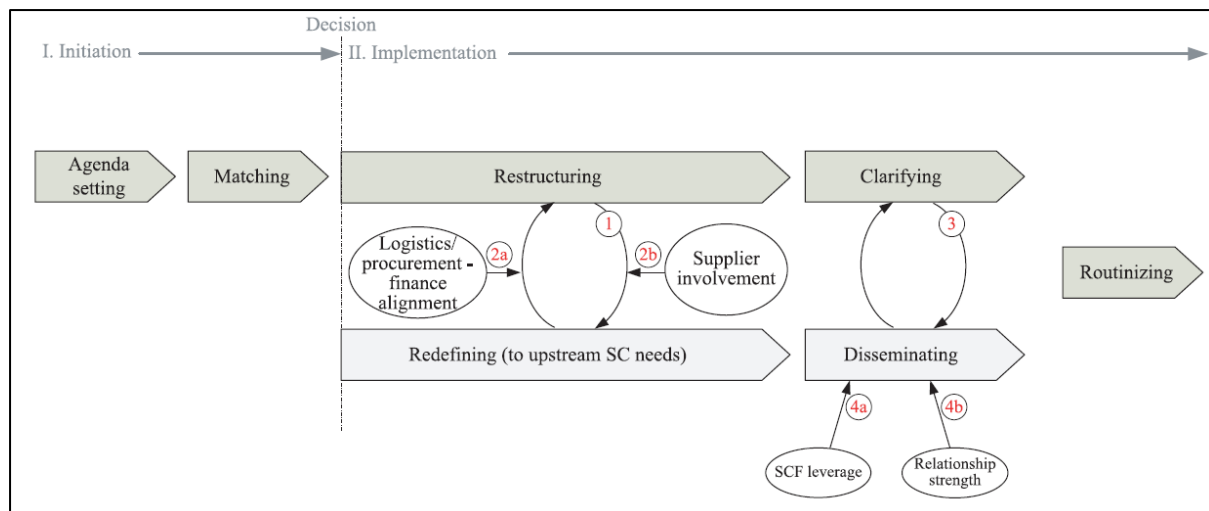 Decision
I. Initiation
II. Implementation
Agenda
setting
Matching
Restructuring
Clarifying
1
3
Logistics/
procurement -
finance
alignment
2a
2b
Supplier
involvement
Routinizing
Redefining (to upstream SC needs)
Disseminating
4a
4b
SCF leverage
Relationship
strength